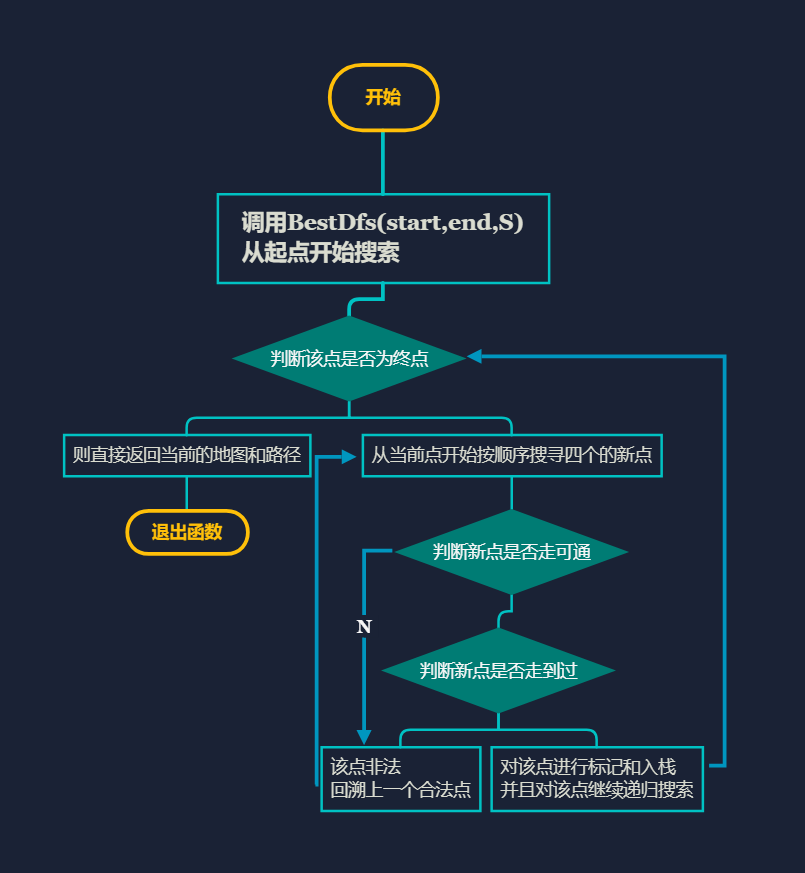 开始
调用BestDfs(start,end,S)
从起点开始搜索
判断该点是否为终点
则直接返回当前的地图和路径
从当前点开始按顺序搜寻四个的新点
退出函数
判断新点是否走可通
N
判断新点是否走到过
该点非法
回溯上一个合法点
对该点进行标记和入栈
并且对该点继续递归搜索